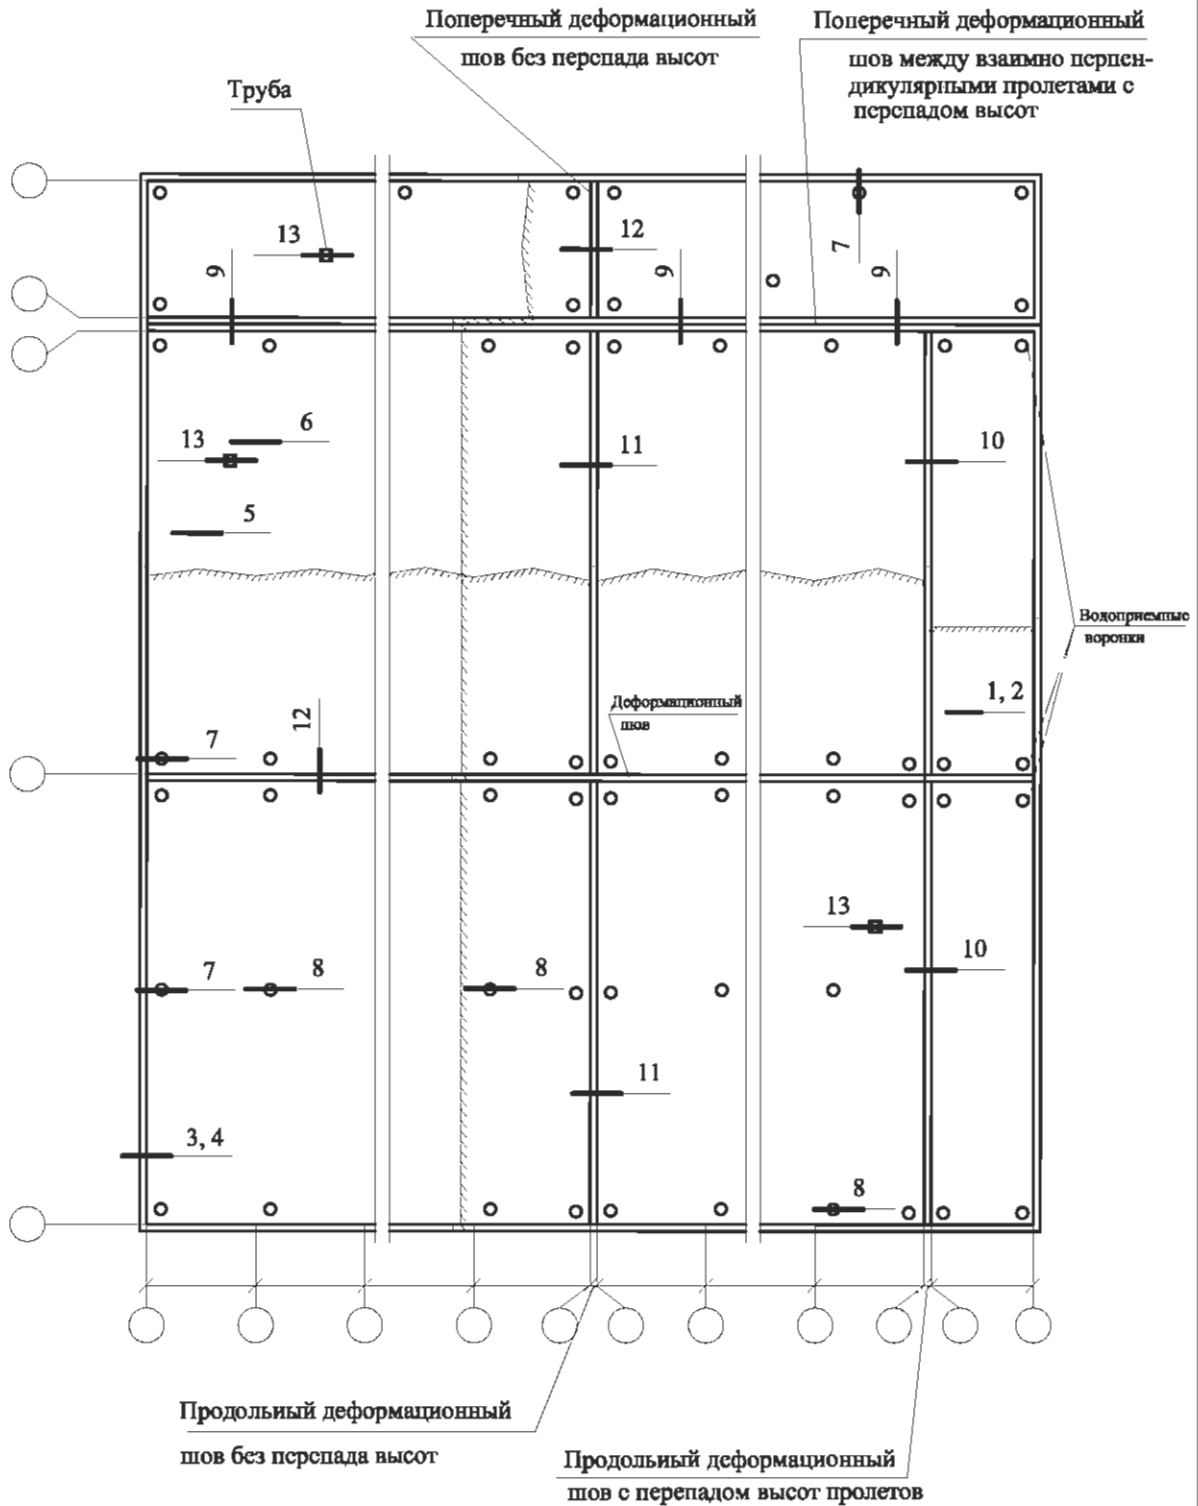 Поперечный деформационный
шов без перепада высот
Поперечный деформационный
шов между взаимно перпен-
дикулярными пролетами с
перепадом высот
Труба
13
12
7
9
9
9
6
13
11
10
5
Водоприемные
воронки
1, 2
Деформационный
шов
12
7
13
10
7
8
8
11
3, 4
8
Продольный деформационный
шов без перепада высот
Продольный деформационный
шов с перепадом высот пролетов